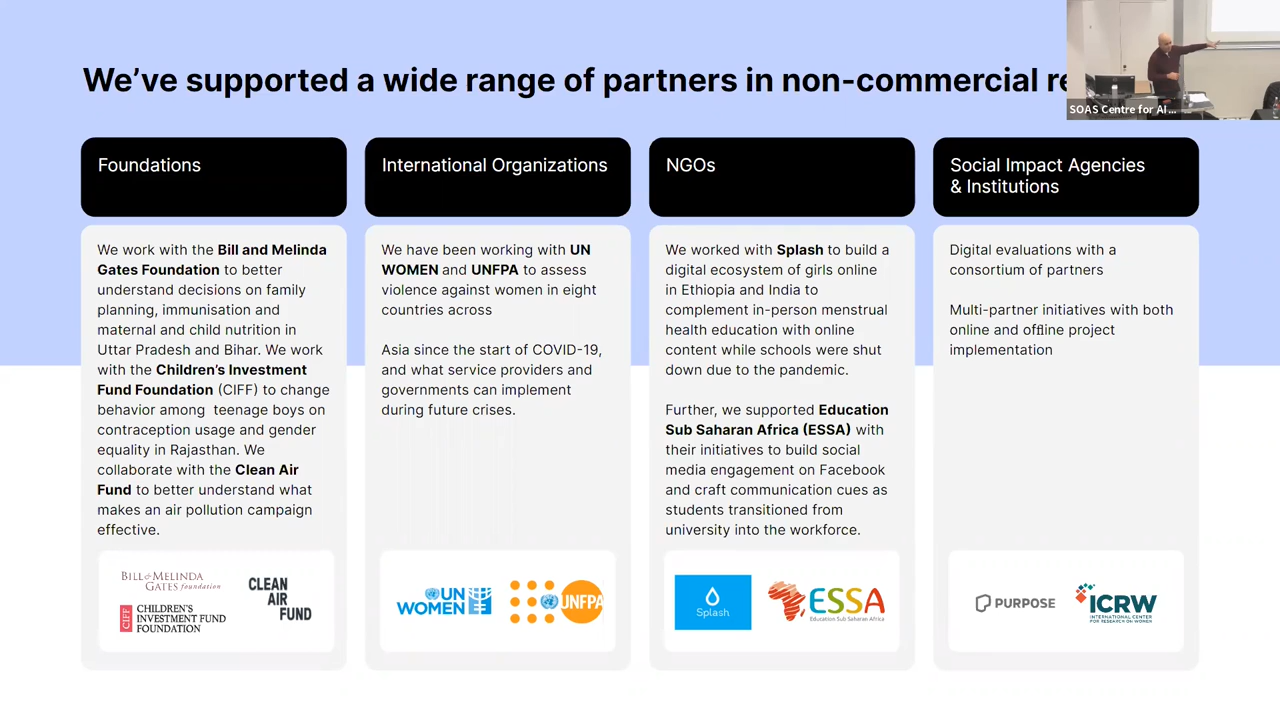 We've supported a wide range of partners in non-commercial re
SOAS Centre for AI ...
Foundations
We work with the Bill and Melinda
Gates Foundation to better
understand decisions on family
planning, immunisation and
maternal and child nutrition in
Uttar Pradesh and Bihar. We work
with the Children's Investment
Fund Foundation (CIFF) to change
behavior among teenage boys on
contraception usage and gender
equality in Rajasthan. We
collaborate with the Clean Air
Fund to better understand what
makes an air pollution campaign
effective.
BILL & MELINDA
GATES foundation
CIFF
CHILDREN'S
INVESTMENT FUND
FOUNDATION
CLEAN
AIR
FUND
International Organizations
We have been working with UN
WOMEN and UNFPA to assess
violence against women in eight
countries across
Asia since the start of COVID-19,
and what service providers and
governments can implement
during future crises.
UN
WOMEN
UNFPA
NGOs
We worked with Splash to build a
digital ecosystem of girls online
in Ethiopia and India to
complement in-person menstrual
health education with online
content while schools were shut
down due to the pandemic.
Further, we supported Education
Sub Saharan Africa (ESSA) with
their initiatives to build social
media engagement on Facebook
and craft communication cues as
students transitioned from
university into the workforce.
Splash
ESSA
Education Sub Saharan Africa
Social Impact Agencies
& Institutions
Digital evaluations with a
consortium of partners
Multi-partner initiatives with both
online and offline project
implementation
PURPOSE
ICRW
INTERNATIONAL CENTER
FOR RESEARCH ON WOMEN